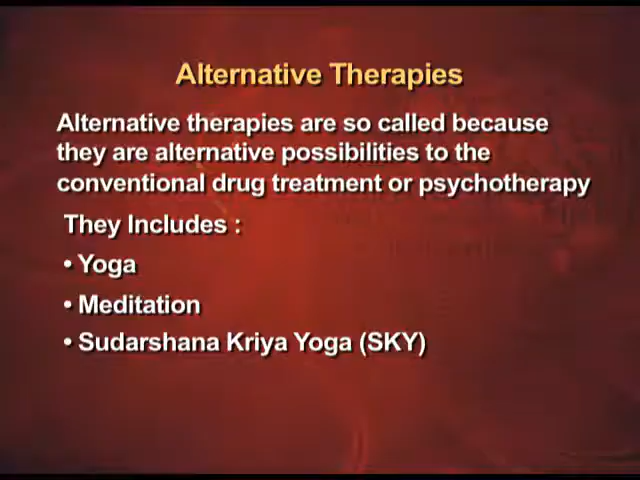 Alternative Therapies
Alternative therapies are so called because
they are alternative possibilities to the
conventional drug treatment or psychotherapy
They Includes :
• Yoga
• Meditation
• Sudarshana Kriya Yoga (SKY)